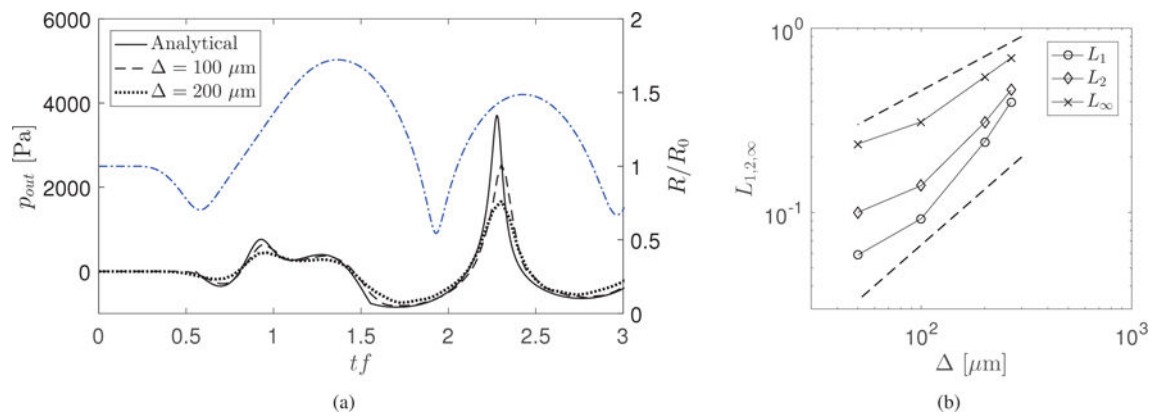 6000
4000
2000
0
p_out [Pa]
Analytical
Δ = 100 μm
Δ = 200 μm
2
1.5
1
0.5
0
R/R_0
0 0.5 1 1.5 2 2.5 3
tf
(a)
10^0
10^-1
L_1,2,∞
L_1
L_2
L_∞
10^2 10^3
Δ [μm]
(b)